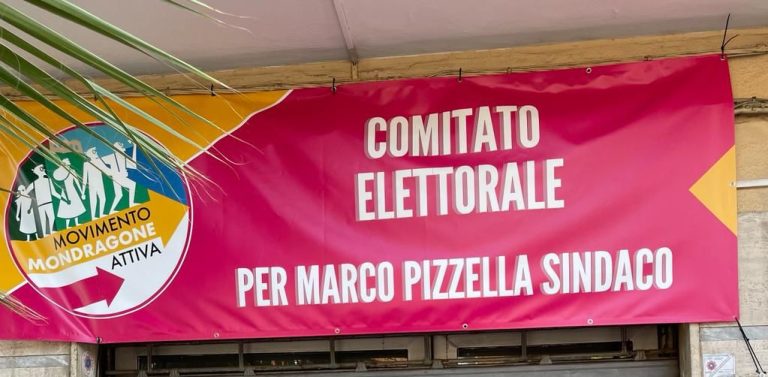 COMITATO
ELETTORALE
PER MARCO PIZZELLA SINDACO
MOVIMENTO
MONDRAGONE
ATTIVA